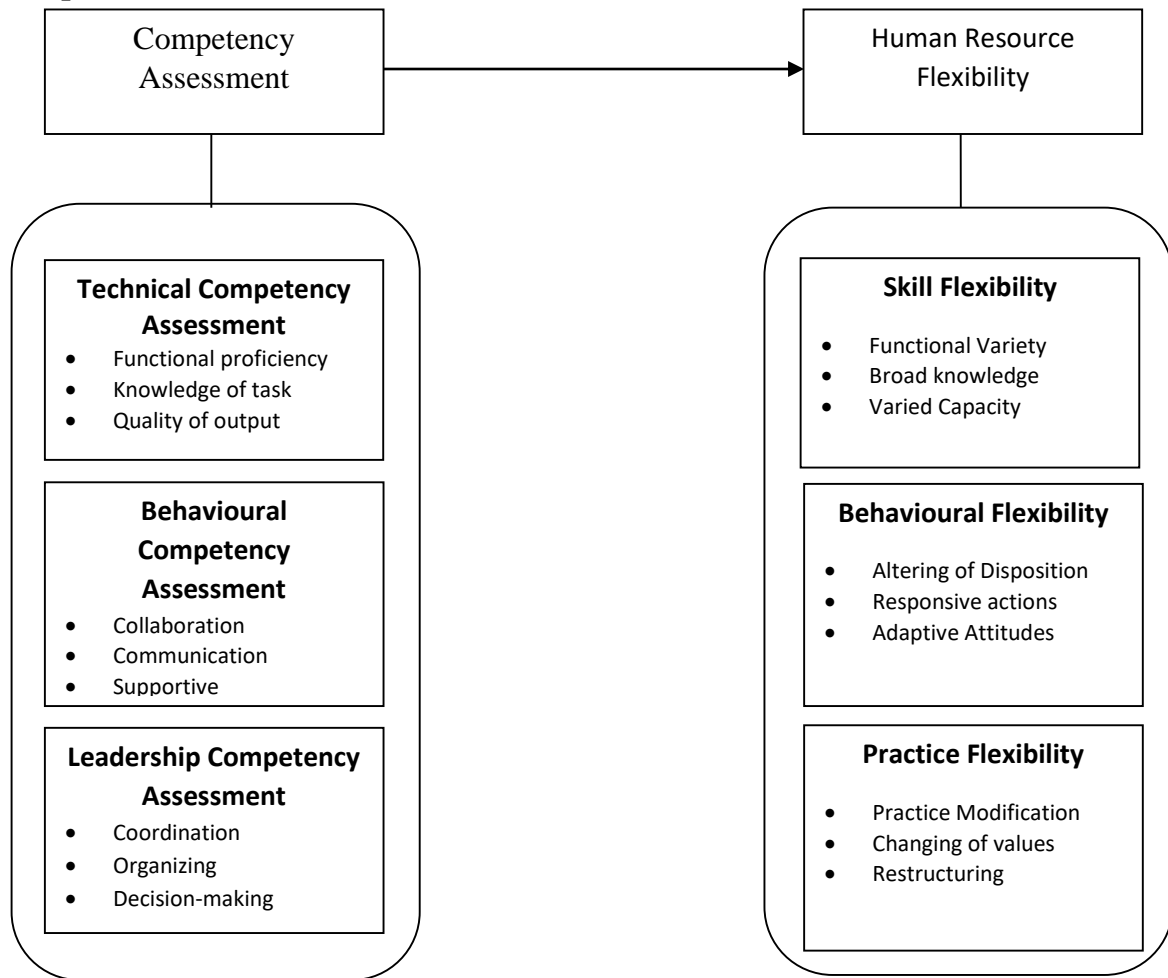 Competency
Assessment
Human Resource
Flexibility
Technical Competency
Assessment
• Functional proficiency
• Knowledge of task
• Quality of output
Behavioural
Competency
Assessment
• Collaboration
• Communication
• Supportive
Leadership Competency
Assessment
• Coordination
• Organizing
• Decision-making
Skill Flexibility
• Functional Variety
• Broad knowledge
• Varied Capacity
Behavioural Flexibility
• Altering of Disposition
• Responsive actions
• Adaptive Attitudes
Practice Flexibility
• Practice Modification
• Changing of values
• Restructuring